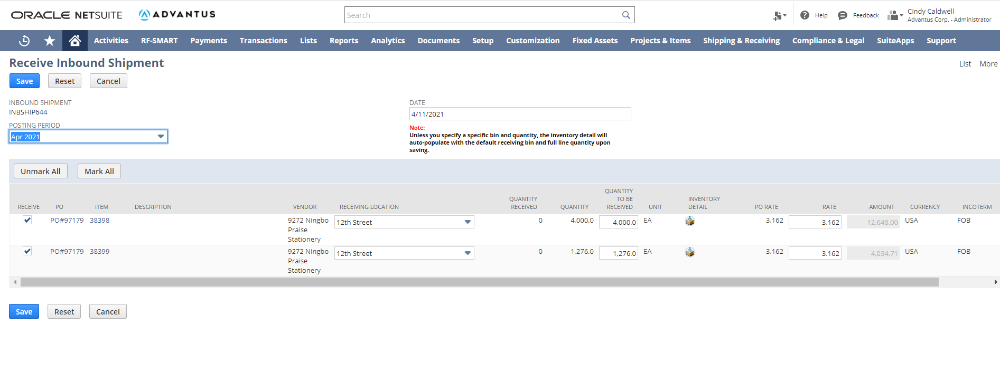 ORACLE NETSUITE ADVANTUS
Search
Help
Feedback
Cindy Caldwell
Advantus Corp. - Administrator
Activities RF-SMART Payments Transactions Lists Reports Analytics Documents Setup Customization Fixed Assets Projects & Items Shipping & Receiving Compliance & Legal SuiteApps Support
Receive Inbound Shipment
List More
Save Reset Cancel
INBOUND SHIPMENT
INBSHIP644
POSTING PERIOD
Apr 2021
DATE
4/11/2021
Note:
Unless you specify a specific bin and quantity, the inventory detail will
auto-populate with the default receiving bin and full line quantity upon
saving.
Unmark All Mark All
RECEIVE PO ITEM DESCRIPTION VENDOR RECEIVING LOCATION QUANTITY RECEIVED QUANTITY QUANTITY TO BE RECEIVED UNIT INVENTORY DETAIL PO RATE RATE AMOUNT CURRENCY INCOTERM
PO#97179 38398 9272 Ningbo Praise Stationery 12th Street 0 4,000.0 4,000.0 EA 3.162 3.162 12,648.00 USA FOB
PO#97179 38399 9272 Ningbo Praise Stationery 12th Street 0 1,276.0 1,276.0 EA 3.162 3.162 4,034.71 USA FOB
Save Reset Cancel